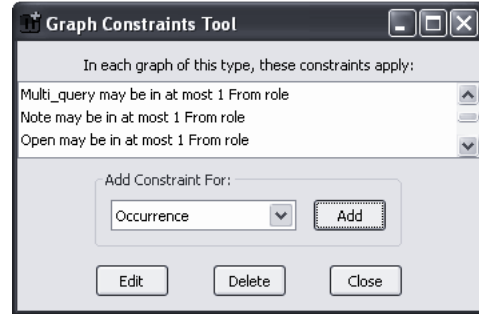 Graph Constraints Tool
In each graph of this type, these constraints apply:
Multi_query may be in at most 1 From role
Note may be in at most 1 From role
Open may be in at most 1 From role
Add Constraint For:
Occurrence Add
Edit Delete Close